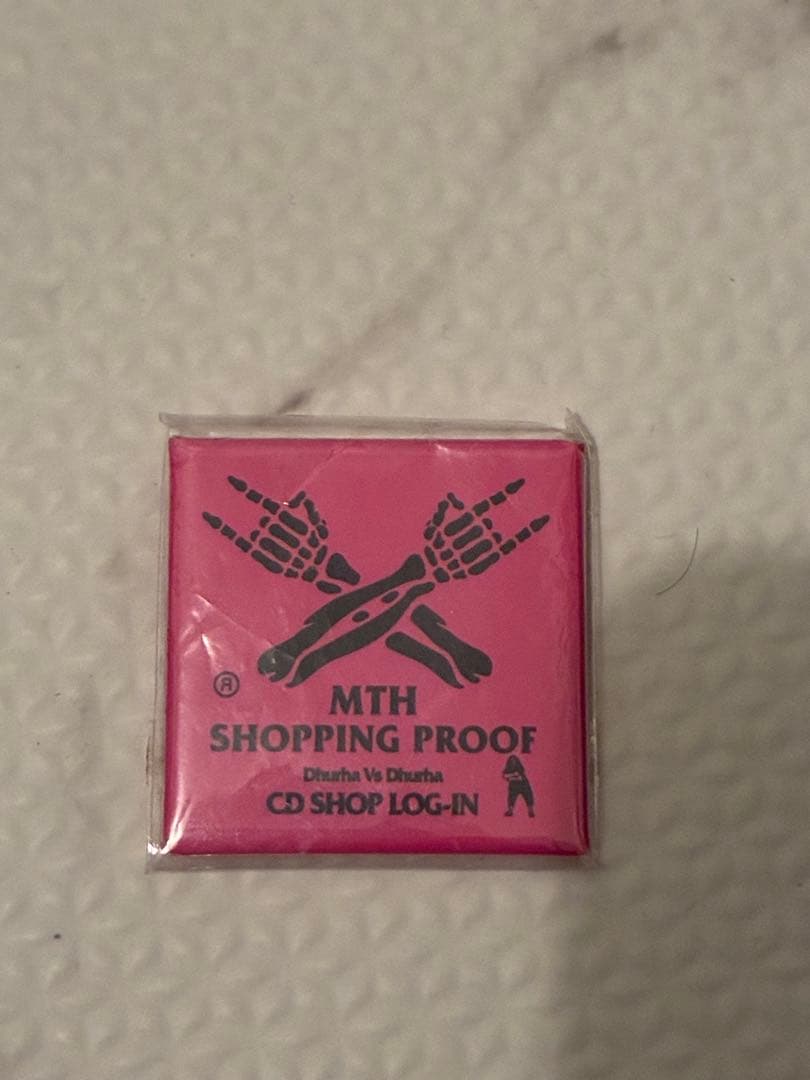 ®
MTH
SHOPPING PROOF
Dhurha Vs Dhurha
CD SHOP LOG-IN